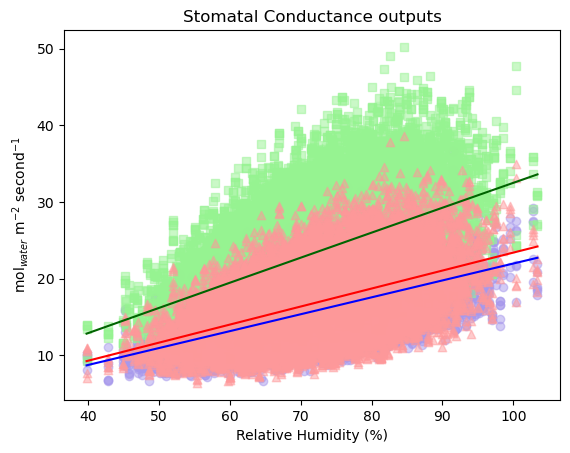 Stomatal Conductance outputs
50
40
30
20
10
mol_water m⁻² second⁻¹
40 50 60 70 80 90 100
Relative Humidity (%)